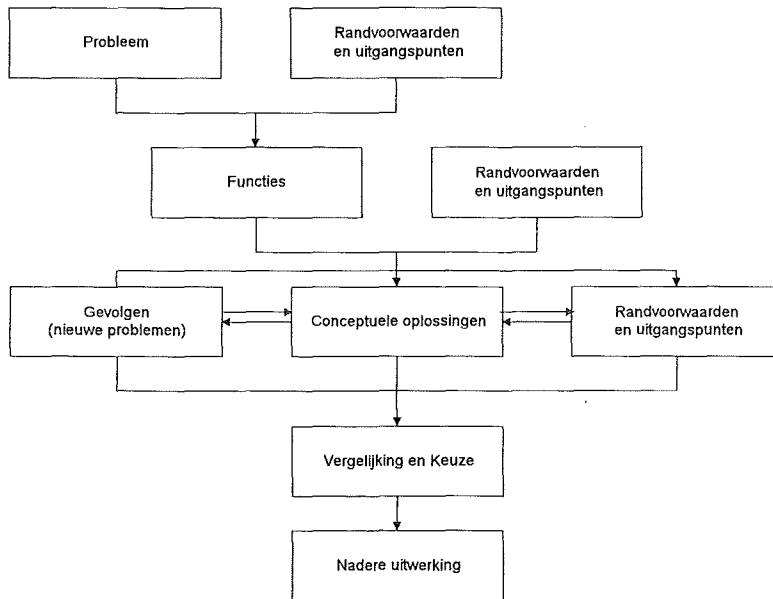 Probleem
Randvoorwaarden
en uitgangspunten
Functies
Randvoorwaarden
en uitgangspunten
Gevolgen
(nieuwe problemen)
Conceptuele oplossingen
Randvoorwaarden
en uitgangspunten
Vergelijking en Keuze
Nadere uitwerking